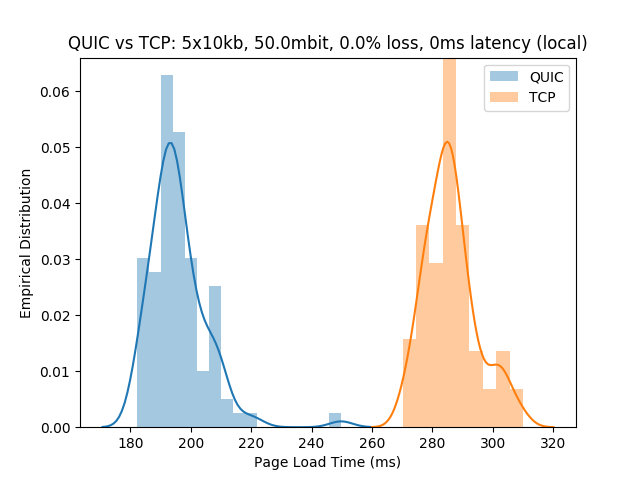 QUIC vs TCP: 5x10kb, 50.0mbit, 0.0% loss, 0ms latency (local)
QUIC
TCP
Empirical Distribution
0.06
0.05
0.04
0.03
0.02
0.01
0.00
180 200 220 240 260 280 300 320
Page Load Time (ms)